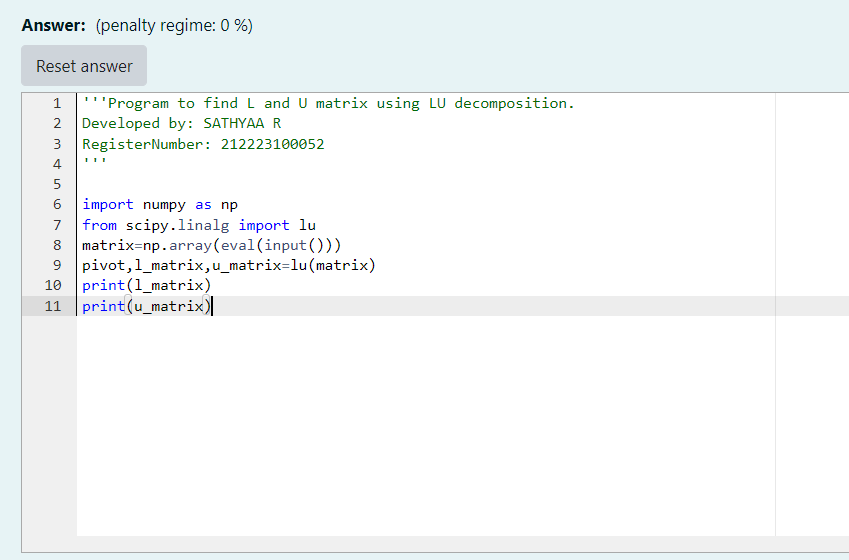 Answer: (penalty regime: 0 %)
Reset answer
1 '''Program to find L and U matrix using LU decomposition.
2 Developed by: SATHYAA R
3 RegisterNumber: 212223100052
4 '''
5
6 import numpy as np
7 from scipy.linalg import lu
8 matrix=np.array(eval(input()))
9 pivot,l_matrix,u_matrix=lu(matrix)
10 print(l_matrix)
11 print(u_matrix)